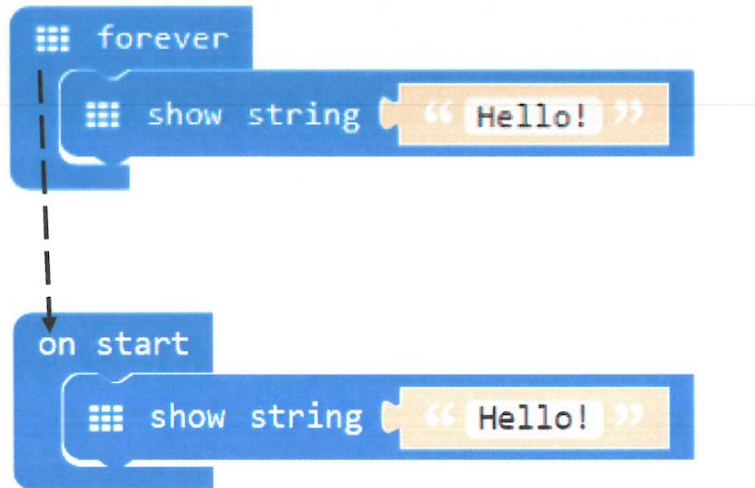 forever
show string “ Hello! ”
on start
show string “ Hello! ”